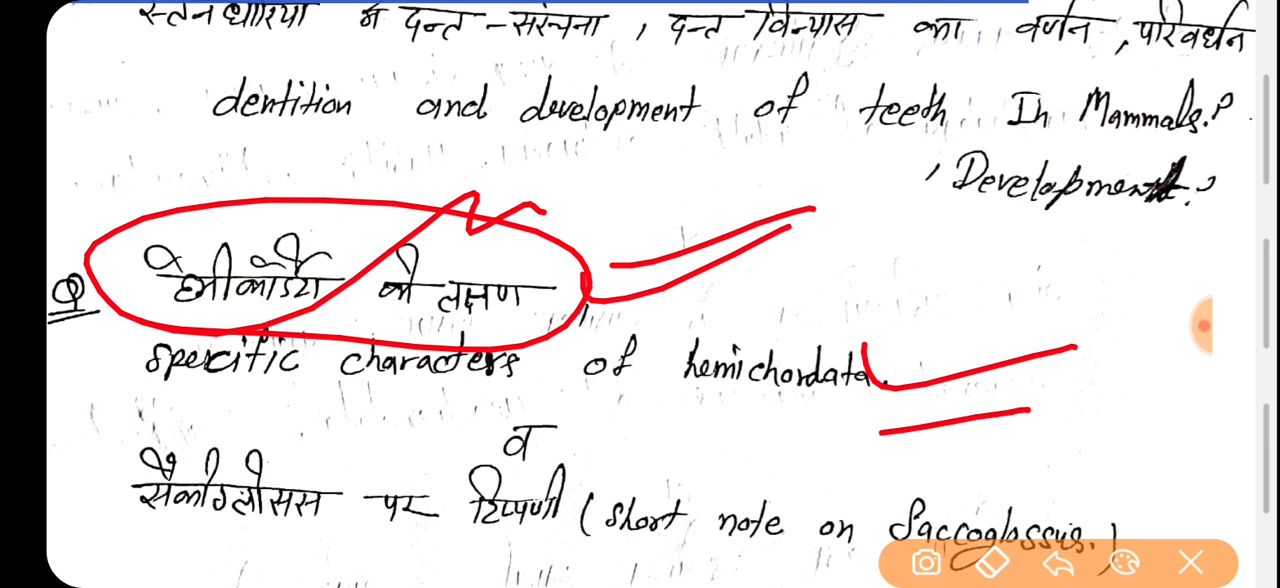 स्तनधारियो में दन्त-संरचना, दन्त विन्यास का वर्णन, परिवर्धन
dentition and development of teeth In Mammals.?
, Development.?
Q हेमीकॉर्डेटा के लक्षण,
specific characters of hemichordata.
व
सैकोग्लोसस पर टिप्पणी (short note on Saccoglossus.)